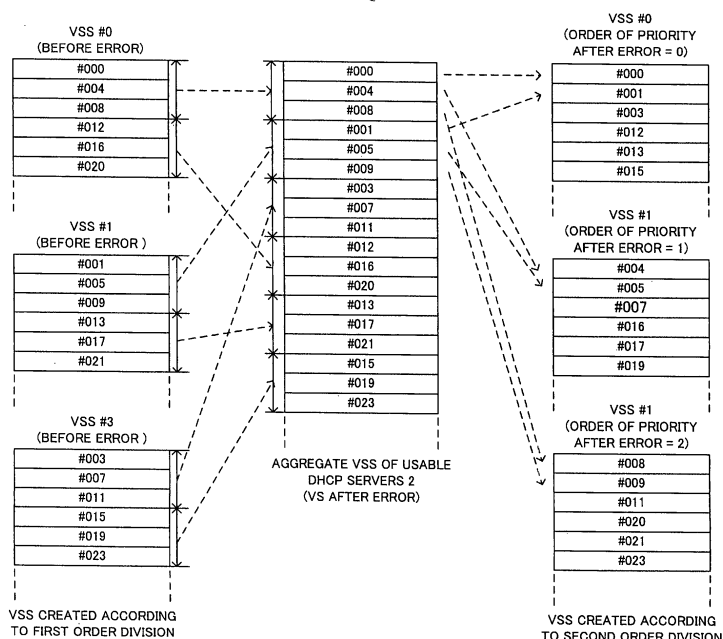 VSS #0
(BEFORE ERROR)
#000
#004
#008
#012
#016
#020
VSS #1
(BEFORE ERROR )
#001
#005
#009
#013
#017
#021
VSS #3
(BEFORE ERROR )
#003
#007
#011
#015
#019
#023
VSS CREATED ACCORDING
TO FIRST ORDER DIVISION
#000
#004
#008
#001
#005
#009
#003
#007
#011
#012
#016
#020
#013
#017
#021
#015
#019
#023
AGGREGATE VSS OF USABLE
DHCP SERVERS 2
(VS AFTER ERROR)
VSS #0
(ORDER OF PRIORITY
AFTER ERROR = 0)
#000
#001
#003
#012
#013
#015
VSS #1
(ORDER OF PRIORITY
AFTER ERROR = 1)
#004
#005
#007
#016
#017
#019
VSS #1
(ORDER OF PRIORITY
AFTER ERROR = 2)
#008
#009
#011
#020
#021
#023
VSS CREATED ACCORDING
TO SECOND ORDER DIVISION